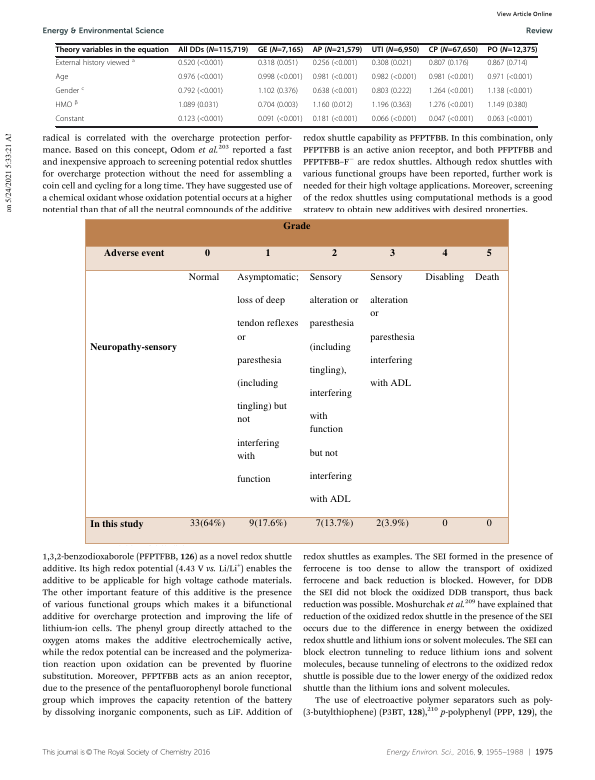 View Article Online
Energy & Environmental Science
Review
Theory variables in the equation All DDs (N=115,719) GE (N=7,165) AP (N=21,579) UTI (N=6,950) CP (N=67,650) PO (N=12,375)
External history viewed a 0.520 (<0.001) 0.318 (0.051) 0.256 (<0.001) 0.308 (0.021) 0.807 (0.176) 0.867 (0.714)
Age 0.976 (<0.001) 0.998 (<0.001) 0.981 (<0.001) 0.982 (<0.001) 0.981 (<0.001) 0.971 (<0.001)
Gender c 0.792 (<0.001) 1.102 (0.376) 0.638 (<0.001) 0.803 (0.222) 1.264 (<0.001) 1.138 (<0.001)
HMO β 1.089 (0.031) 0.704 (0.003) 1.160 (0.012) 1.196 (0.363) 1.276 (<0.001) 1.149 (0.380)
Constant 0.123 (<0.001) 0.091 (<0.001) 0.181 (<0.001) 0.066 (<0.001) 0.047 (<0.001) 0.063 (<0.001)
radical is correlated with the overcharge protection perfor-
mance. Based on this concept, Odom et al.203 reported a fast
and inexpensive approach to screening potential redox shuttles
for overcharge protection without the need for assembling a
coin cell and cycling for a long time. They have suggested use of
a chemical oxidant whose oxidation potential occurs at a higher
potential than that of all the neutral compounds of the additive
redox shuttle capability as PFPTFBB. In this combination, only
PFPTFBB is an active anion receptor, and both PFPTFBB and
PFPTFBB–F− are redox shuttles. Although redox shuttles with
various functional groups have been reported, further work is
needed for their high voltage applications. Moreover, screening
of the redox shuttles using computational methods is a good
strategy to obtain new additives with desired properties.
Grade
Adverse event 0 1 2 3 4 5
Neuropathy-sensory
Normal
Asymptomatic;
loss of deep
tendon reflexes
or
paresthesia
(including
tingling) but
not
interfering
with
function
Sensory
alteration or
paresthesia
(including
tingling),
interfering
with
function
but not
interfering
with ADL
Sensory
alteration
or
paresthesia
interfering
with ADL
Disabling
Death
In this study 33(64%) 9(17.6%) 7(13.7%) 2(3.9%) 0 0
1,3,2-benzodioxaborole (PFPTFBB, 126) as a novel redox shuttle
additive. Its high redox potential (4.43 V vs. Li/Li+) enables the
additive to be applicable for high voltage cathode materials.
The other important feature of this additive is the presence
of various functional groups which makes it a bifunctional
additive for overcharge protection and improving the life of
lithium-ion cells. The phenyl group directly attached to the
oxygen atoms makes the additive electrochemically active,
while the redox potential can be increased and the polymeriza-
tion reaction upon oxidation can be prevented by fluorine
substitution. Moreover, PFPTFBB acts as an anion receptor,
due to the presence of the pentafluorophenyl borole functional
group which improves the capacity retention of the battery
by dissolving inorganic components, such as LiF. Addition of
redox shuttles as examples. The SEI formed in the presence of
ferrocene is too dense to allow the transport of oxidized
ferrocene and back reduction is blocked. However, for DDB
the SEI did not block the oxidized DDB transport, thus back
reduction was possible. Moshurchak et al.209 have explained that
reduction of the oxidized redox shuttle in the presence of the SEI
occurs due to the difference in energy between the oxidized
redox shuttle and lithium ions or solvent molecules. The SEI can
block electron tunneling to reduce lithium ions and solvent
molecules, because tunneling of electrons to the oxidized redox
shuttle is possible due to the lower energy of the oxidized redox
shuttle than the lithium ions and solvent molecules.
The use of electroactive polymer separators such as poly-
(3-butylthiophene) (P3BT, 128),210 p-polyphenyl (PPP, 129), the
This journal is © The Royal Society of Chemistry 2016
Energy Environ. Sci., 2016, 9, 1955–1988 | 1975
on 5/24/2021 5:33:21 A